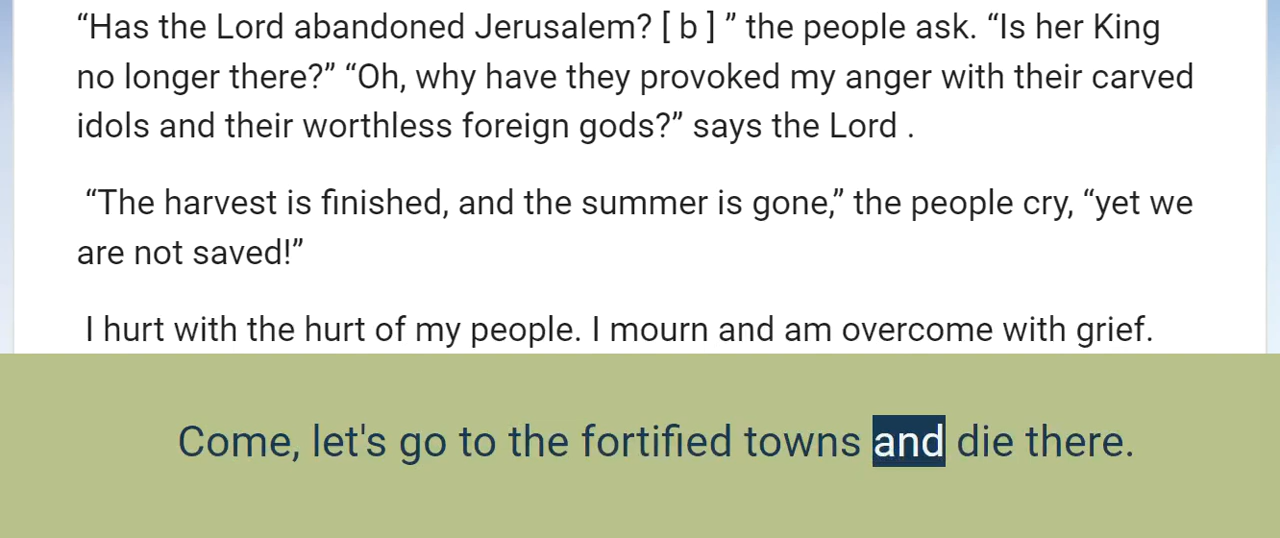 “Has the Lord abandoned Jerusalem? [ b ] ” the people ask. “Is her King
no longer there?” “Oh, why have they provoked my anger with their carved
idols and their worthless foreign gods?” says the Lord .
“The harvest is finished, and the summer is gone,” the people cry, “yet we
are not saved!”
I hurt with the hurt of my people. I mourn and am overcome with grief.
Come, let's go to the fortified towns and die there.